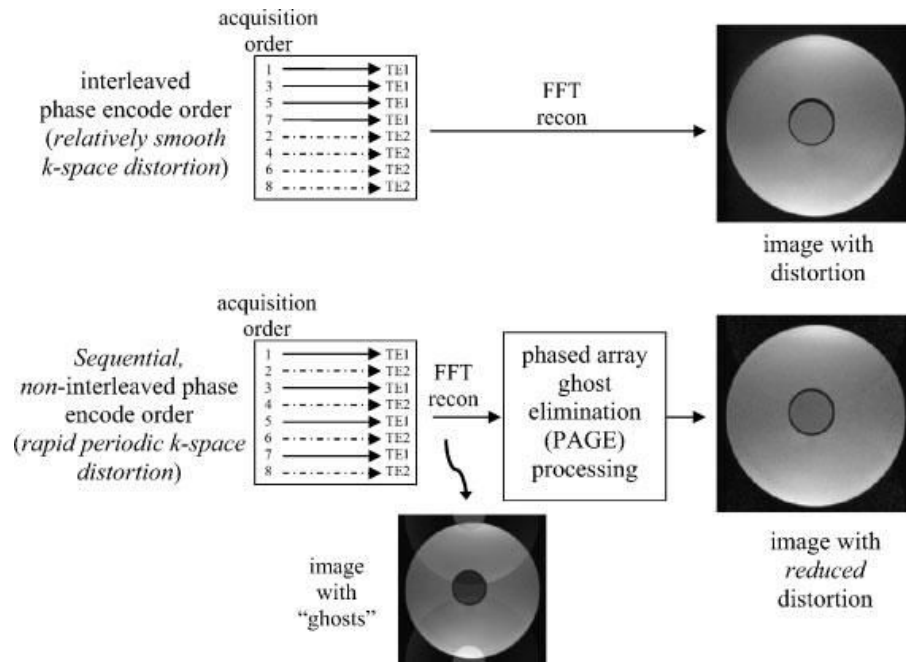 acquisition
order
interleaved
phase encode order
(relatively smooth
k-space distortion)
1 TE1
3 TE1
5 TE1
7 TE1
2 TE2
4 TE2
6 TE2
8 TE2
FFT
recon
image with
distortion
acquisition
order
Sequential,
non-interleaved phase
encode order
(rapid periodic k-space
distortion)
1 TE1
2 TE2
3 TE1
4 TE2
5 TE1
6 TE2
7 TE1
8 TE2
FFT
recon
phased array
ghost
elimination
(PAGE)
processing
image
with
“ghosts”
image with
reduced
distortion